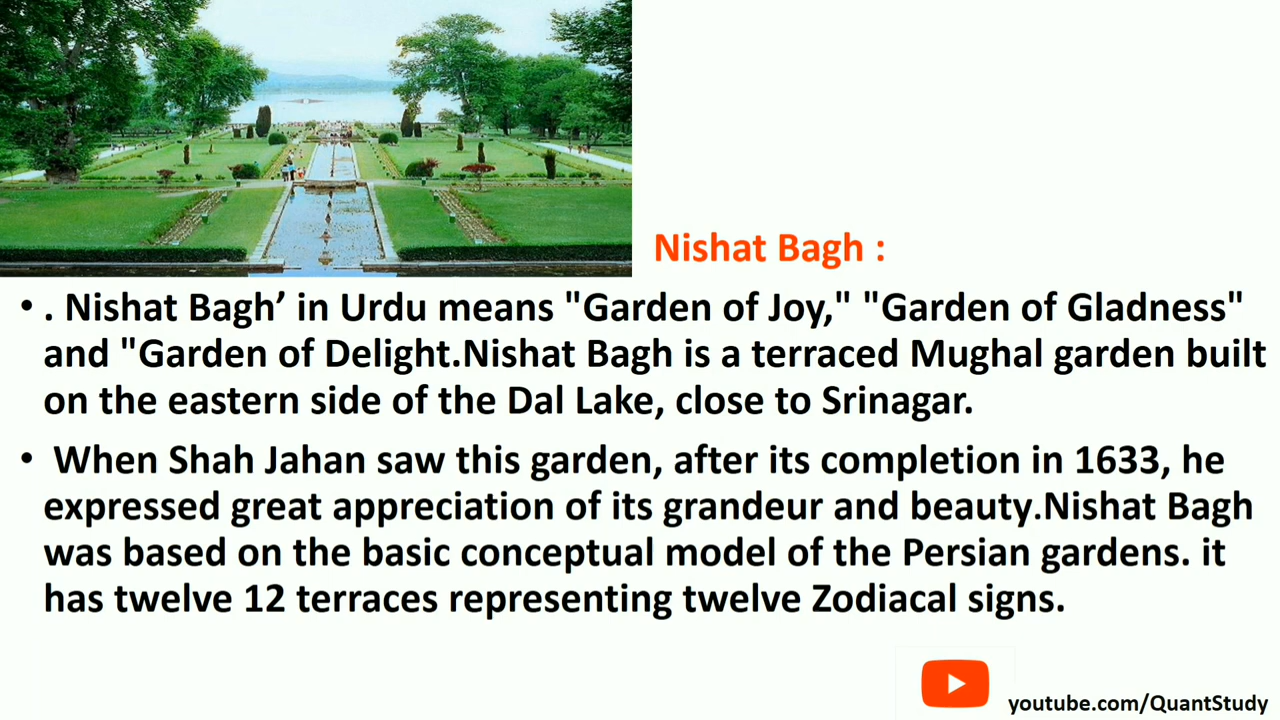 Nishat Bagh :
• . Nishat Bagh’ in Urdu means "Garden of Joy," "Garden of Gladness"
and "Garden of Delight.Nishat Bagh is a terraced Mughal garden built
on the eastern side of the Dal Lake, close to Srinagar.
• When Shah Jahan saw this garden, after its completion in 1633, he
expressed great appreciation of its grandeur and beauty.Nishat Bagh
was based on the basic conceptual model of the Persian gardens. it
has twelve 12 terraces representing twelve Zodiacal signs.
youtube.com/QuantStudy